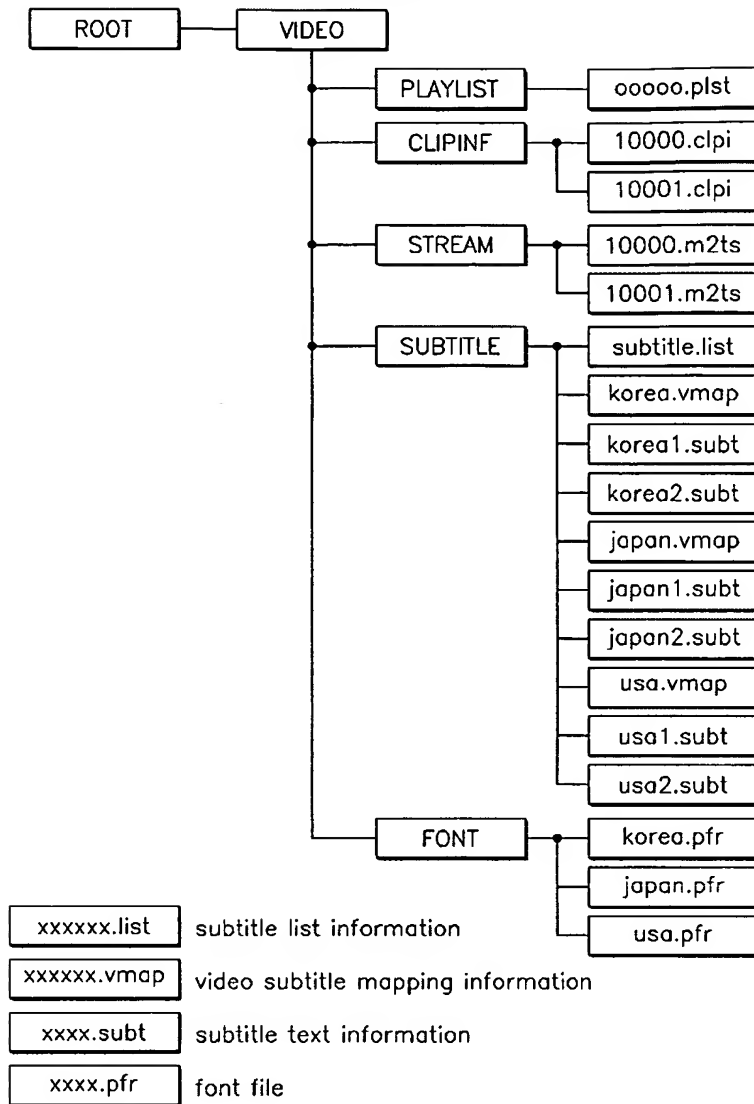 ROOT
VIDEO
PLAYLIST
ooooo.plst
CLIPINF
10000.clpi
10001.clpi
STREAM
10000.m2ts
10001.m2ts
SUBTITLE
subtitle.list
korea.vmap
korea1.subt
korea2.subt
japan.vmap
japan1.subt
japan2.subt
usa.vmap
usa1.subt
usa2.subt
FONT
korea.pfr
japan.pfr
usa.pfr
xxxxxx.list subtitle list information
xxxxxx.vmap video subtitle mapping information
xxxx.subt subtitle text information
xxxx.pfr font file